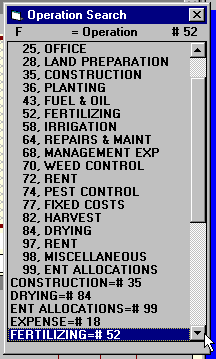 Operation Search
F = Operation # 52
25, OFFICE
28, LAND PREPARATION
35, CONSTRUCTION
36, PLANTING
43, FUEL & OIL
52, FERTILIZING
58, IRRIGATION
64, REPAIRS & MAINT
68, MANAGEMENT EXP
70, WEED CONTROL
72, RENT
74, PEST CONTROL
77, FIXED COSTS
82, HARVEST
84, DRYING
97, RENT
98, MISCELLANEOUS
99, ENT ALLOCATIONS
CONSTRUCTION=# 35
DRYING=# 84
ENT ALLOCATIONS=# 99
EXPENSE=# 18
FERTILIZING=# 52